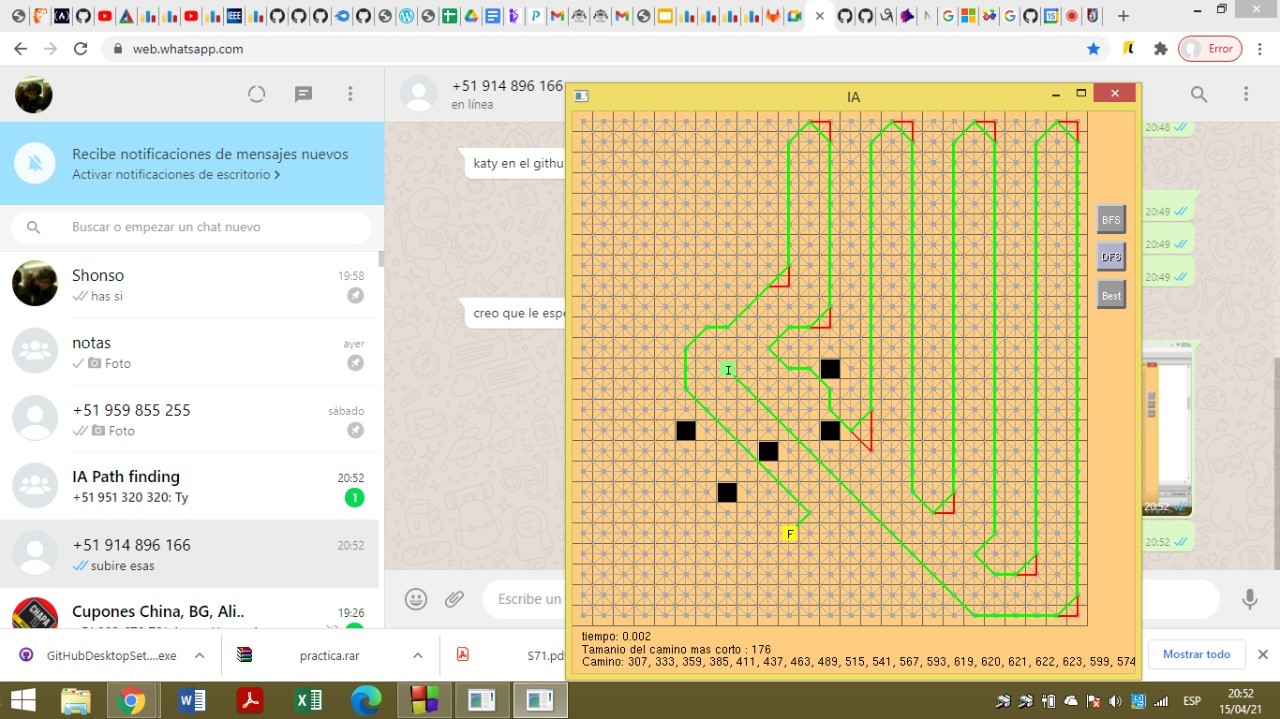 web.whatsapp.com
Error
+51 914 896 166
en línea
Recibe notificaciones de mensajes nuevos
Activar notificaciones de escritorio >
Buscar o empezar un chat nuevo
Shonso
19:58
has si
notas
ayer
Foto
+51 959 855 255
sábado
Foto
IA Path finding
20:52
+51 951 320 320: Ty
1
+51 914 896 166
20:52
subire esas
Cupones China, BG, Ali..
19:26
katy en el githu
creo que le espe
Escribe un
20:48
20:49
20:49
20:49
20:52
20:52
IA
BFS
DFS
Best
I
F
tiempo: 0.002
Tamanio del camino mas corto : 176
Camino: 307, 333, 359, 385, 411, 437, 463, 489, 515, 541, 567, 593, 619, 620, 621, 622, 623, 599, 574
GitHubDesktopSet....exe
practica.rar
S71.pd
Mostrar todo
ESP
20:52
15/04/21